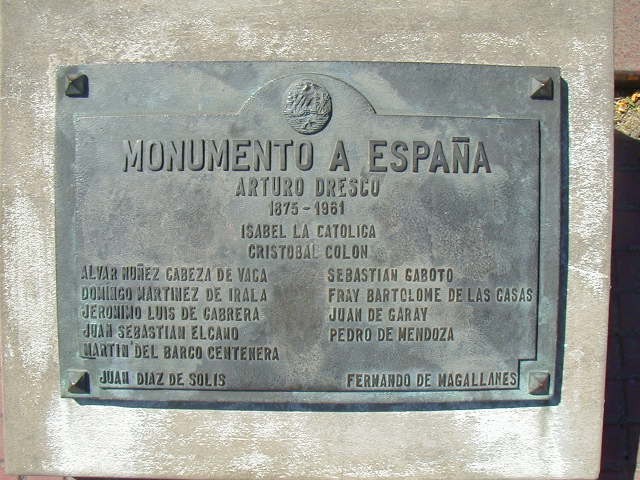 MONUMENTO A ESPAÑA
ARTURO DRESCO
1875 - 1961
ISABEL LA CATOLICA
CRISTOBAL COLON
ALVAR NUÑEZ CABEZA DE VACA
DOMINGO MARTINEZ DE IRALA
JERONIMO LUIS DE CABRERA
JUAN SEBASTIAN ELCANO
MARTIN DEL BARCO CENTENERA
SEBASTIAN GABOTO
FRAY BARTOLOME DE LAS CASAS
JUAN DE GARAY
PEDRO DE MENDOZA
JUAN DIAZ DE SOLIS
FERNANDO DE MAGALLANES